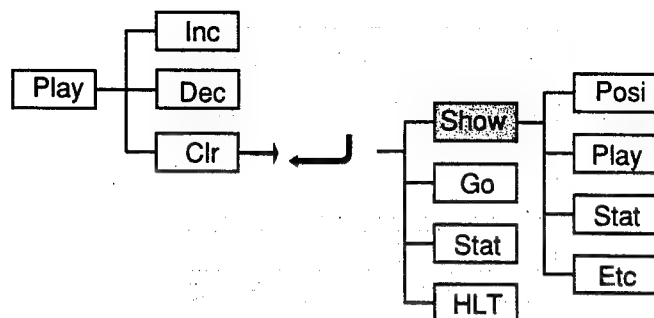 Play
Inc
Dec
Clr
Show
Go
Stat
HLT
Posi
Play
Stat
Etc